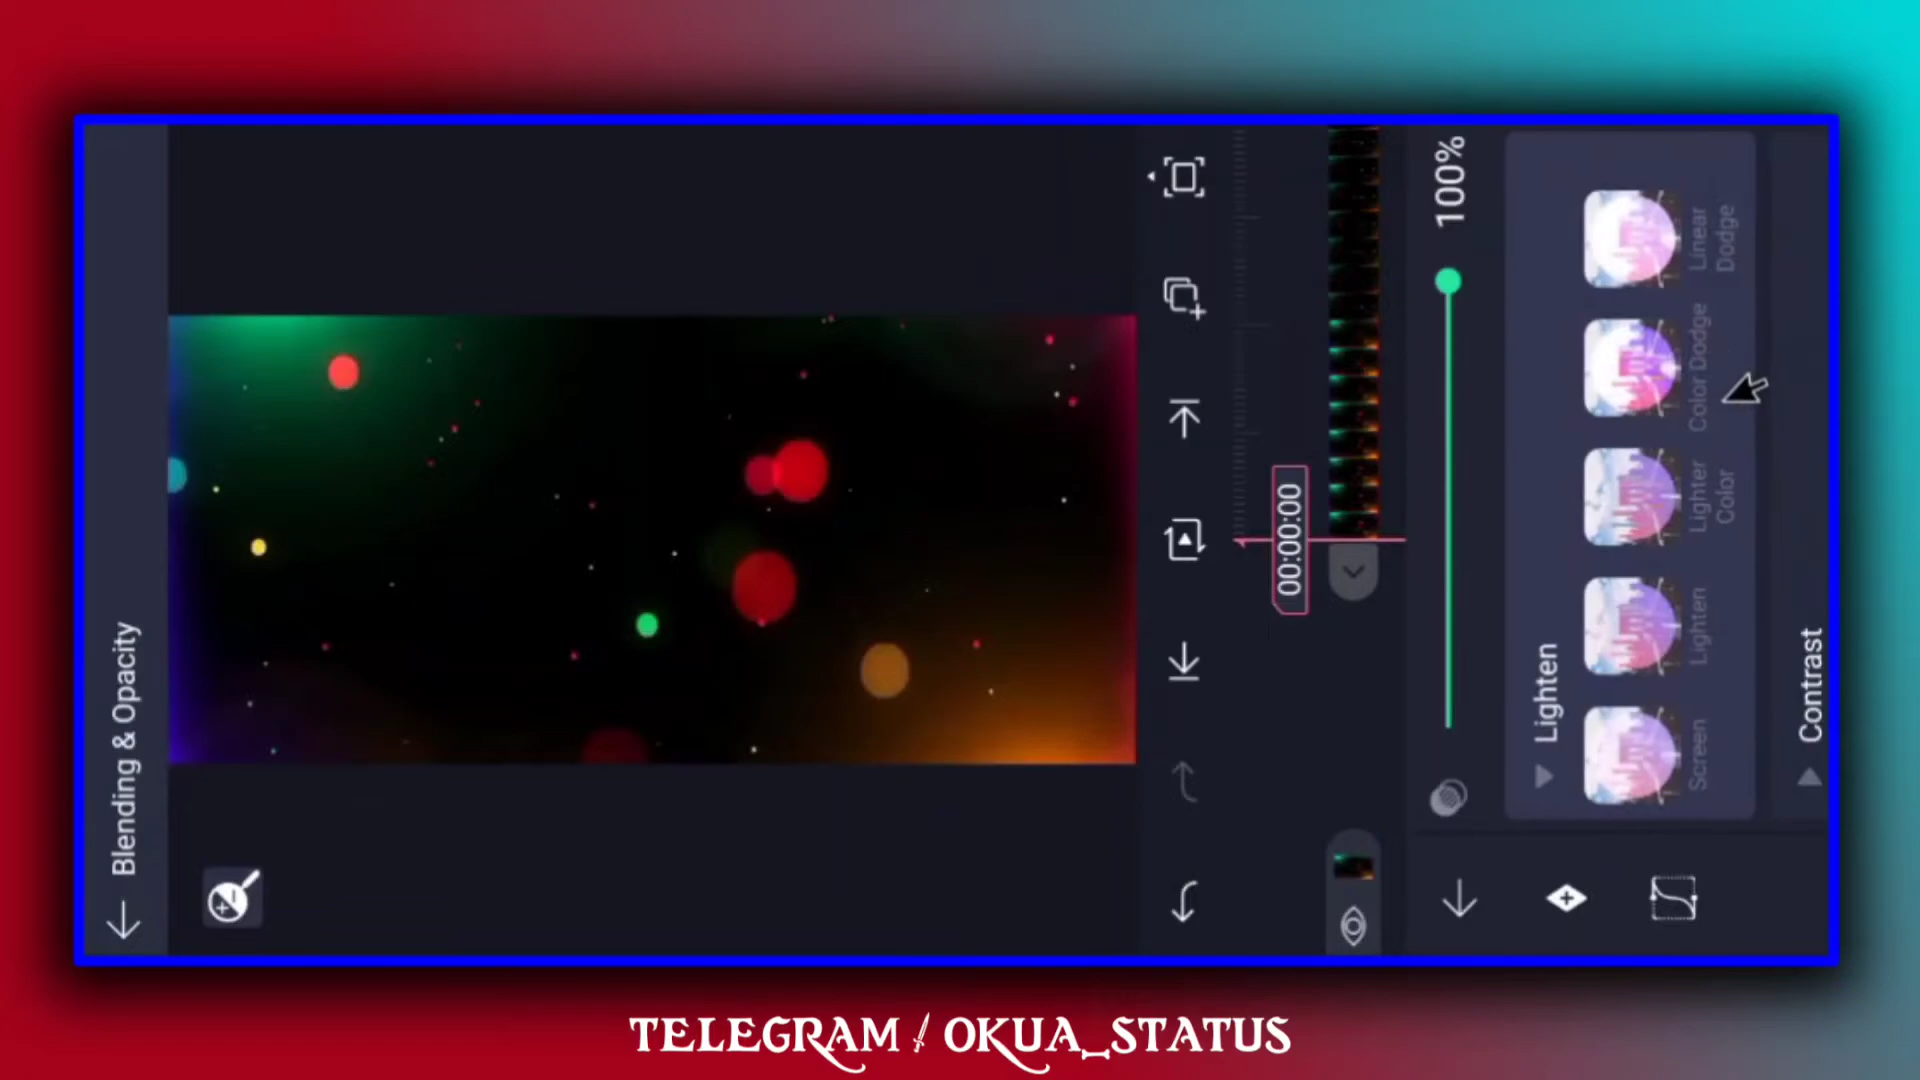 Blending & Opacity
00:00:00
100%
Lighten
Screen
Lighten
Lighter
Color
Color Dodge
Linear
Dodge
Contrast
TELEGRAM / OKUA_STATUS